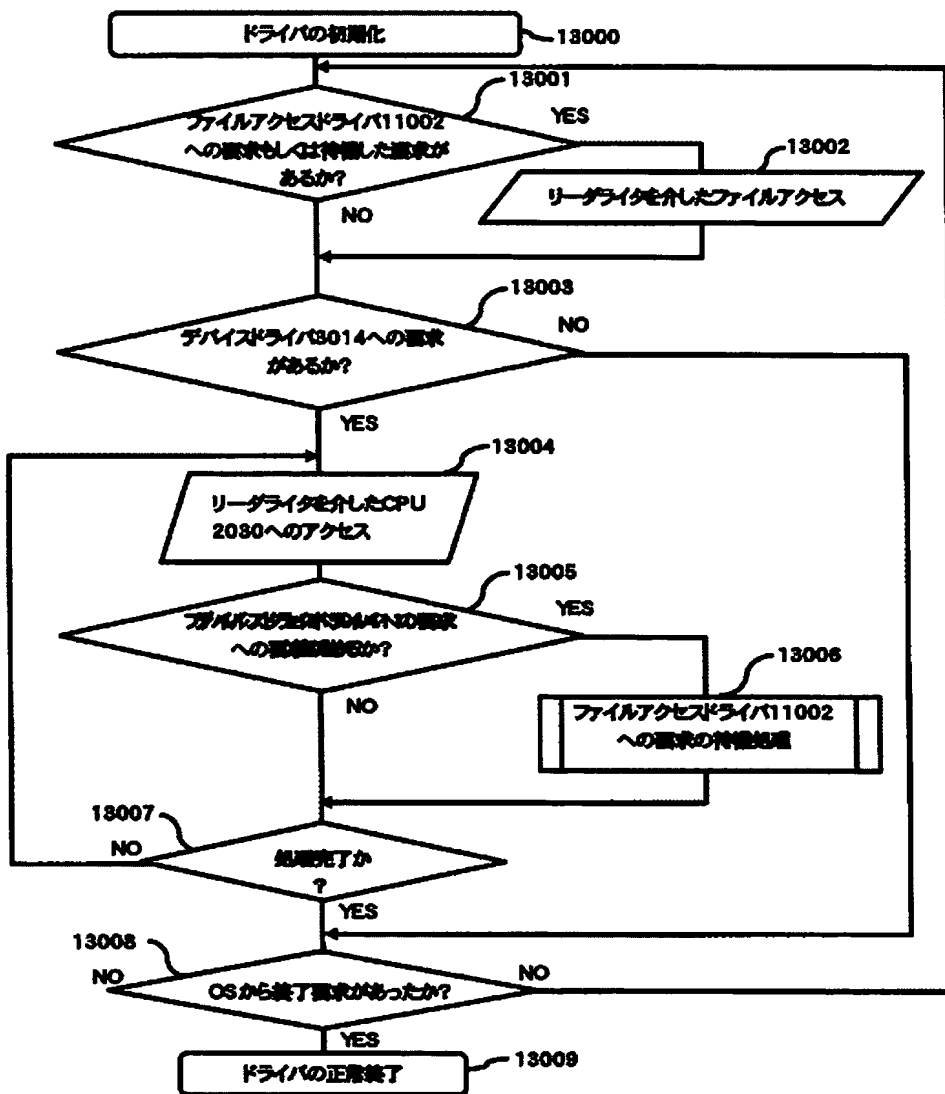 ドライバの初期化
13000
13001
ファイルアクセスドライバ11002
への要求もしくは待機した要求が
あるか?
YES
NO
13002
リーダライタを介したファイルアクセス
13003
デバイスドライバ3014への要求
があるか?
NO
YES
13004
リーダライタを介したCPU
2030へのアクセス
13005
YES
NO
13006
ファイルアクセスドライバ11002
への要求の待機処理
13007
NO
処理完了か
?
YES
13008
NO
OSから終了要求があったか?
NO
YES
ドライバの正常終了
13009